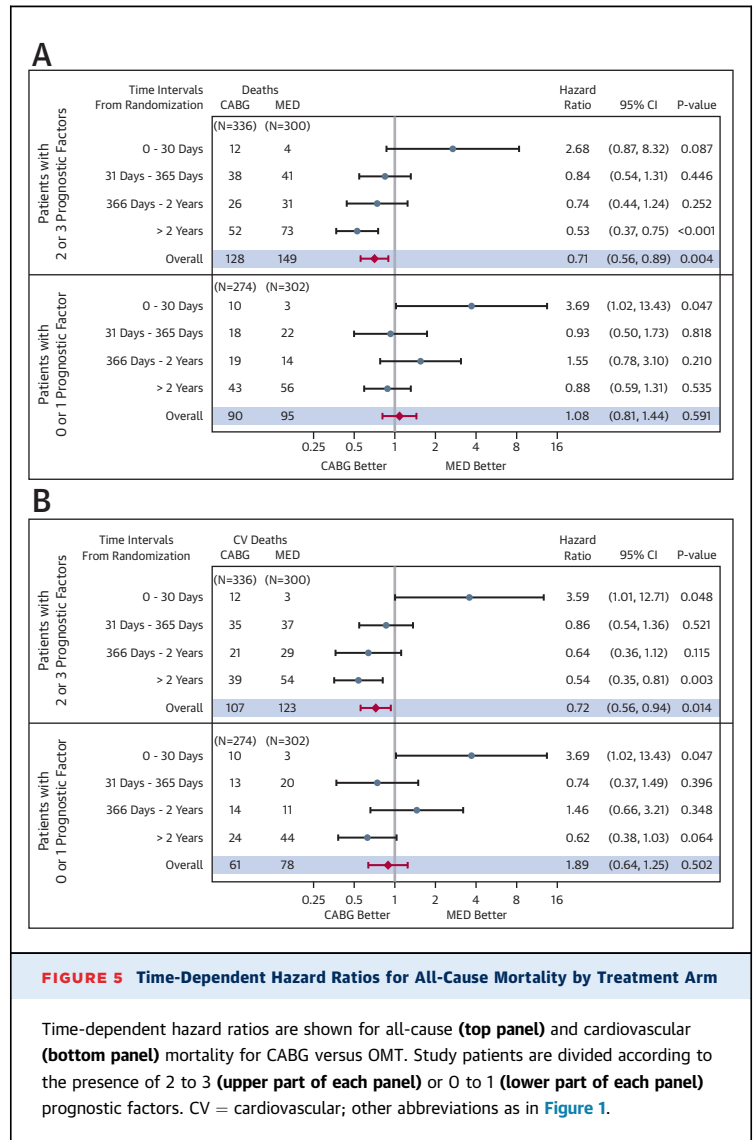 A
Time Intervals Deaths Hazard
From Randomization CABG MED Ratio 95% CI P-value
Patients with
2 or 3 Prognostic Factors
(N=336) (N=300)
0 - 30 Days 12 4 2.68 (0.87, 8.32) 0.087
31 Days - 365 Days 38 41 0.84 (0.54, 1.31) 0.446
366 Days - 2 Years 26 31 0.74 (0.44, 1.24) 0.252
> 2 Years 52 73 0.53 (0.37, 0.75) <0.001
Overall 128 149 0.71 (0.56, 0.89) 0.004
Patients with
0 or 1 Prognostic Factor
(N=274) (N=302)
0 - 30 Days 10 3 3.69 (1.02, 13.43) 0.047
31 Days - 365 Days 18 22 0.93 (0.50, 1.73) 0.818
366 Days - 2 Years 19 14 1.55 (0.78, 3.10) 0.210
> 2 Years 43 56 0.88 (0.59, 1.31) 0.535
Overall 90 95 1.08 (0.81, 1.44) 0.591
0.25 0.5 1 2 4 8 16
CABG Better MED Better
B
Time Intervals CV Deaths Hazard
From Randomization CABG MED Ratio 95% CI P-value
Patients with
2 or 3 Prognostic Factors
(N=336) (N=300)
0 - 30 Days 12 3 3.59 (1.01, 12.71) 0.048
31 Days - 365 Days 35 37 0.86 (0.54, 1.36) 0.521
366 Days - 2 Years 21 29 0.64 (0.36, 1.12) 0.115
> 2 Years 39 54 0.54 (0.35, 0.81) 0.003
Overall 107 123 0.72 (0.56, 0.94) 0.014
Patients with
0 or 1 Prognostic Factor
(N=274) (N=302)
0 - 30 Days 10 3 3.69 (1.02, 13.43) 0.047
31 Days - 365 Days 13 20 0.74 (0.37, 1.49) 0.396
366 Days - 2 Years 14 11 1.46 (0.66, 3.21) 0.348
> 2 Years 24 44 0.62 (0.38, 1.03) 0.064
Overall 61 78 1.89 (0.64, 1.25) 0.502
0.25 0.5 1 2 4 8 16
CABG Better MED Better
FIGURE 5 Time-Dependent Hazard Ratios for All-Cause Mortality by Treatment Arm
Time-dependent hazard ratios are shown for all-cause (top panel) and cardiovascular
(bottom panel) mortality for CABG versus OMT. Study patients are divided according to
the presence of 2 to 3 (upper part of each panel) or 0 to 1 (lower part of each panel)
prognostic factors. CV = cardiovascular; other abbreviations as in Figure 1.